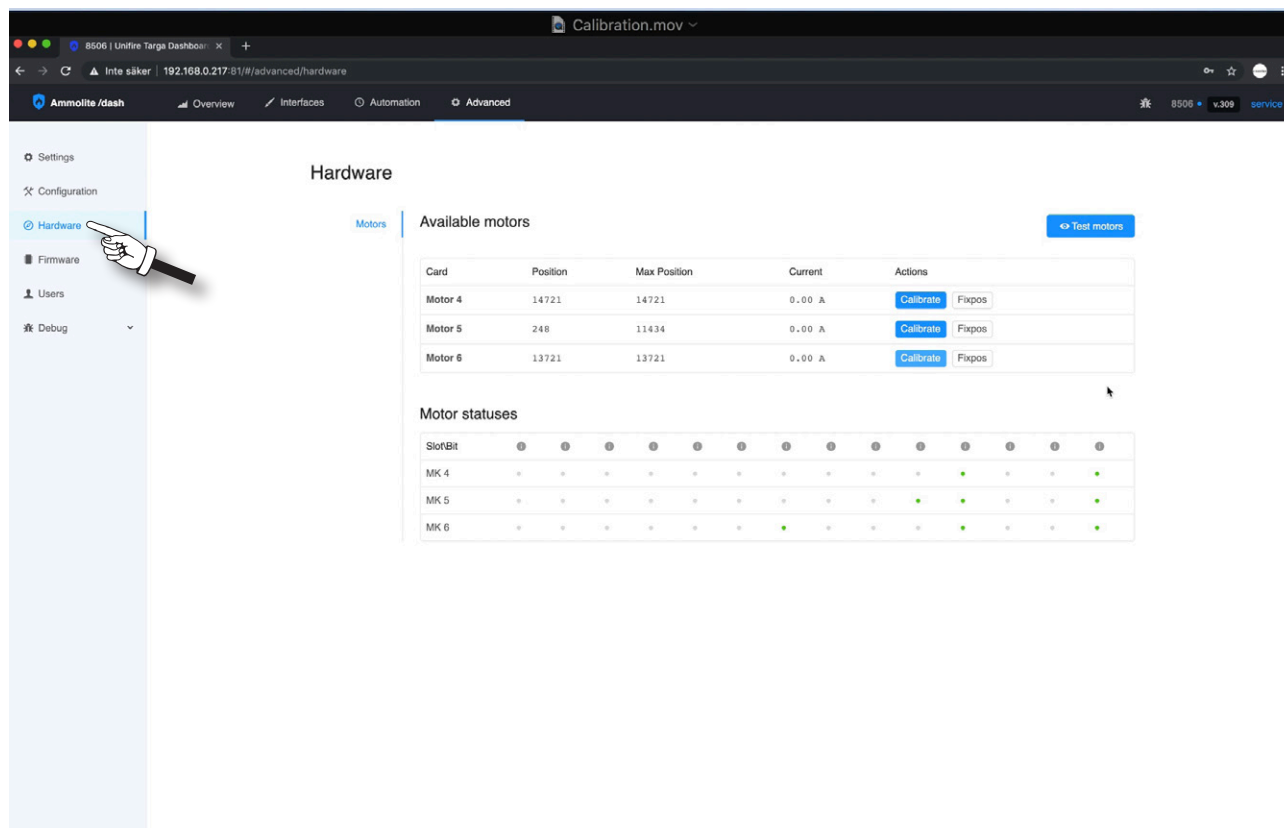 Calibration.mov
8506 | Unifire Targa Dashboar
Inte säker | 192.168.0.217:81/#/advanced/hardware
Ammolite /dash Overview Interfaces Automation Advanced 8506 v.309 service
Settings
Configuration
Hardware
Firmware
Users
Debug
Hardware
Motors
Available motors
Test motors
Card Position Max Position Current Actions
Motor 4 14721 14721 0.00 A Calibrate Fixpos
Motor 5 248 11434 0.00 A Calibrate Fixpos
Motor 6 13721 13721 0.00 A Calibrate Fixpos
Motor statuses
Slot\Bit
MK 4
MK 5
MK 6